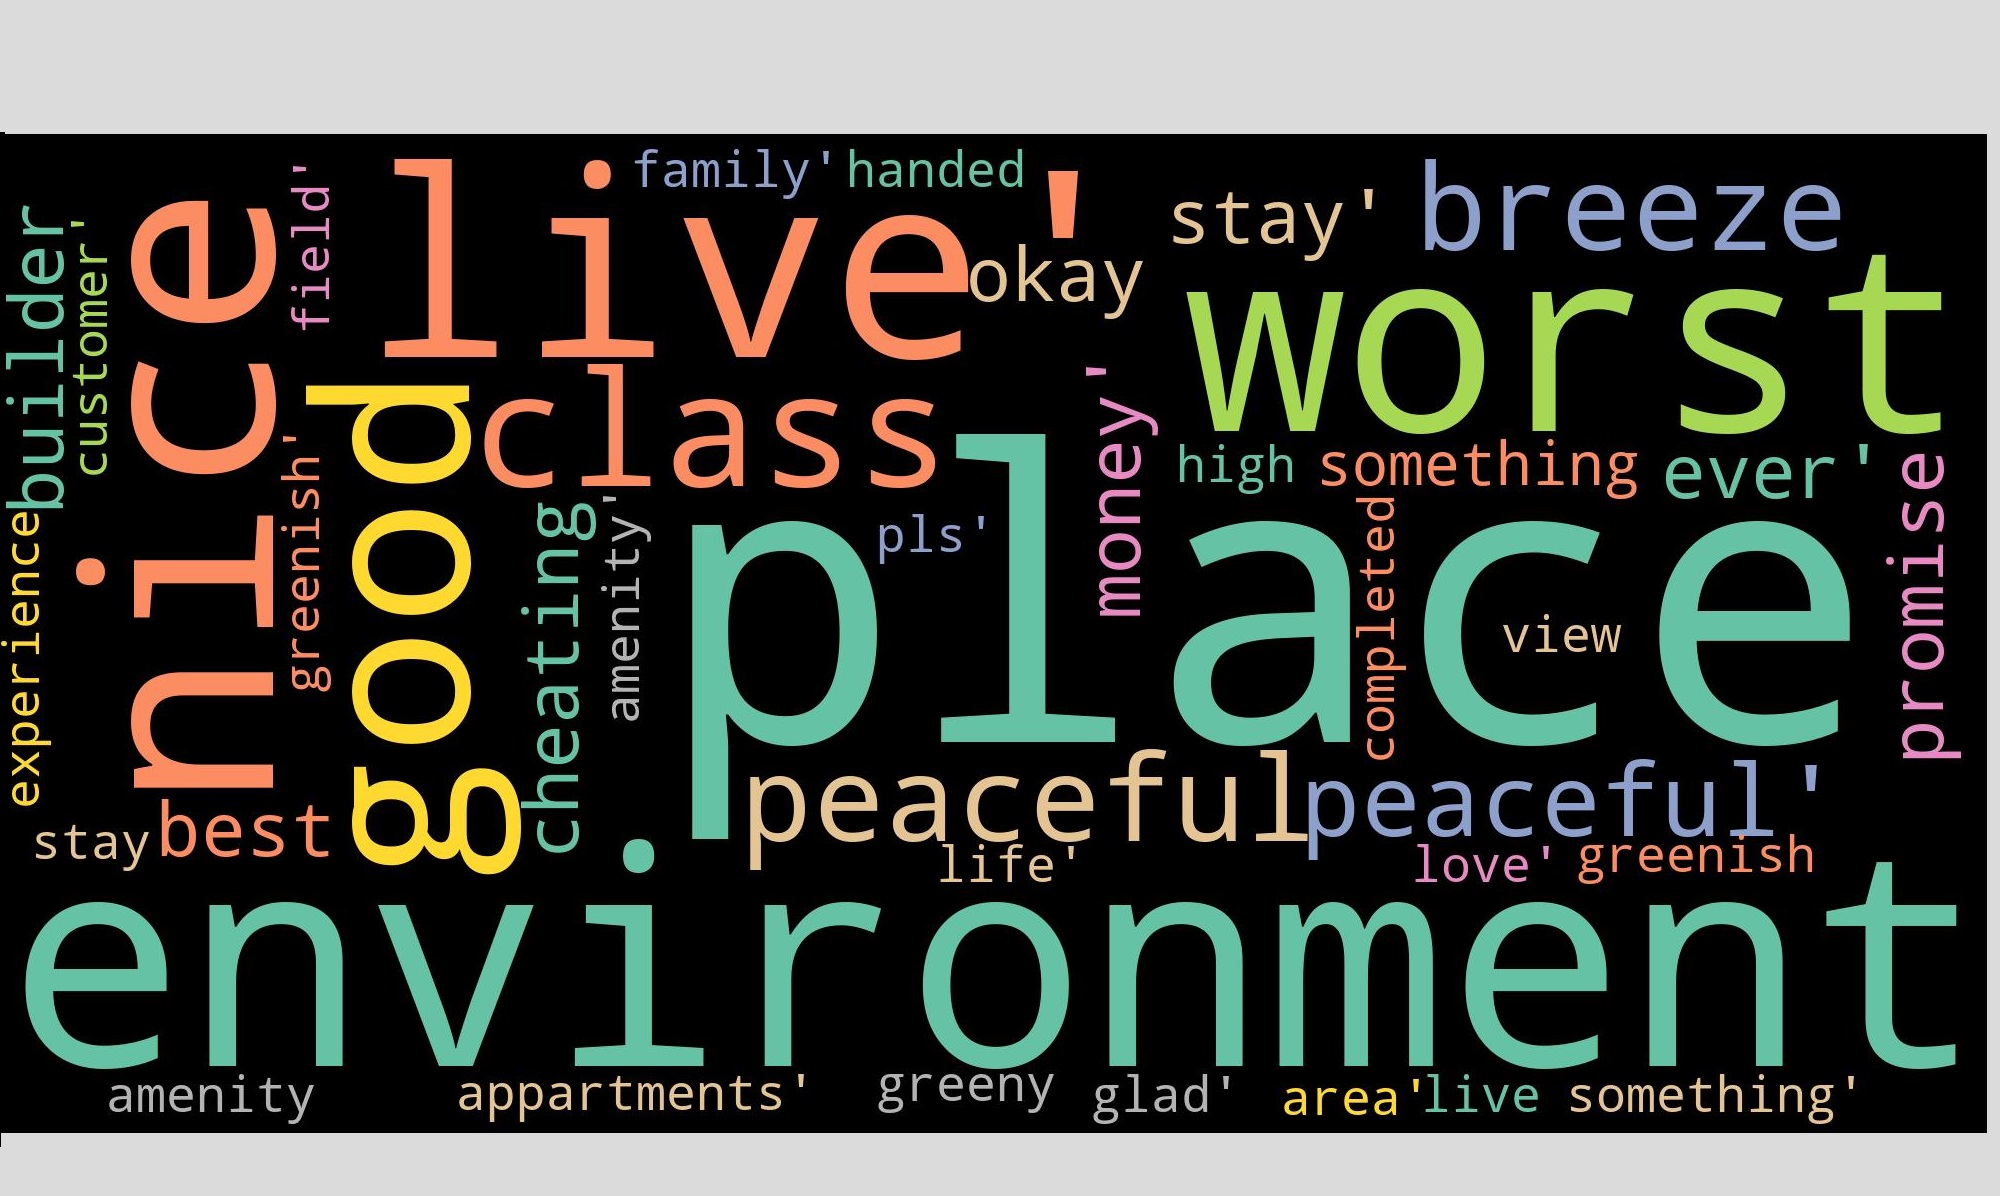 family'
handed
live'
okay
stay'
breeze
worst
builder
customer'
nice
field'
greenish'
good
class
money'
high
something
ever'
promise
experience
cheating
amenity'
pls'
place
completed
view
stay
best
peaceful
peaceful'
life'
love'
greenish
environment
amenity
appartments'
greeny
glad'
area'
live
something'